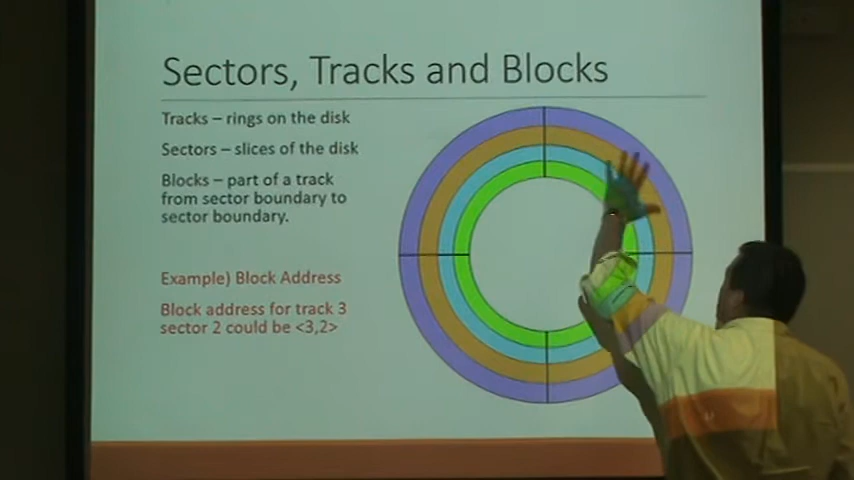 Sectors, Tracks and Blocks
Tracks – rings on the disk
Sectors – slices of the disk
Blocks – part of a track
from sector boundary to
sector boundary.
Example) Block Address
Block address for track 3
sector 2 could be <3,2>